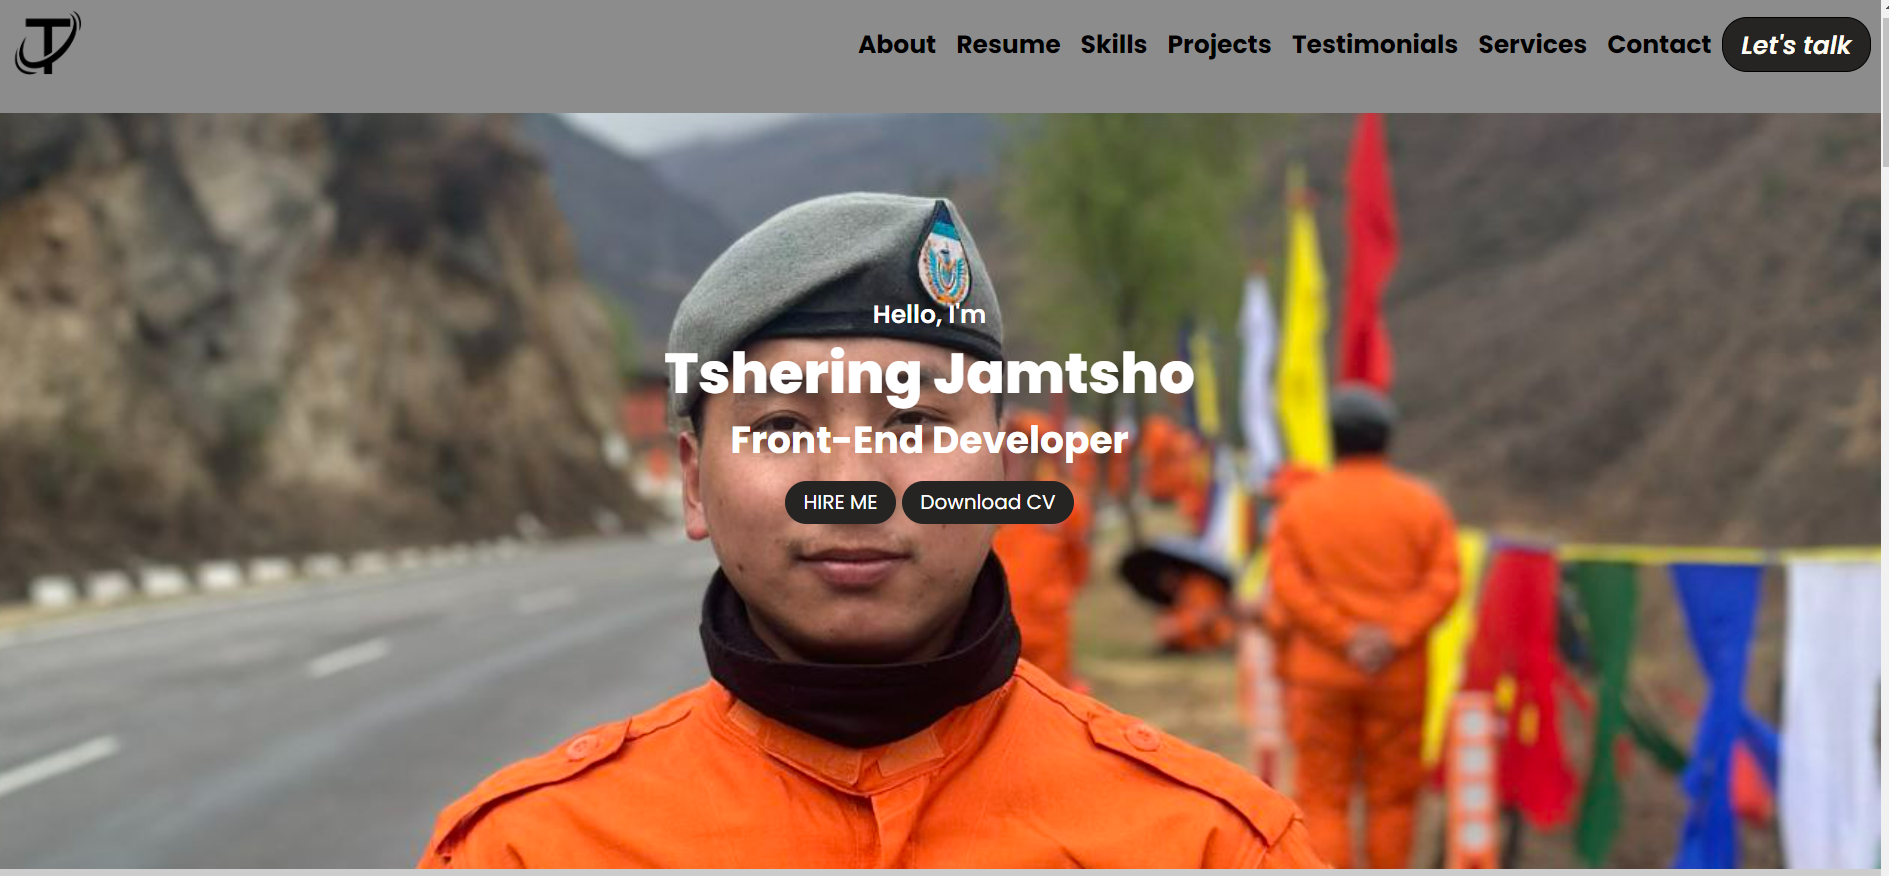 About Resume Skills Projects Testimonials Services Contact Let's talk
Hello, I'm
Tshering Jamtsho
Front-End Developer
HIRE ME Download CV